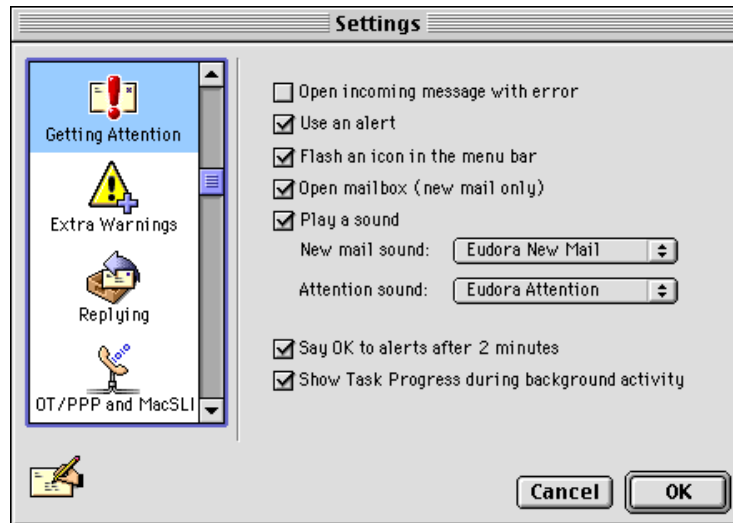 Settings
Getting Attention
Extra Warnings
Replying
OT/PPP and MacSLI
Open incoming message with error
Use an alert
Flash an icon in the menu bar
Open mailbox (new mail only)
Play a sound
New mail sound: Eudora New Mail
Attention sound: Eudora Attention
Say OK to alerts after 2 minutes
Show Task Progress during background activity
Cancel OK